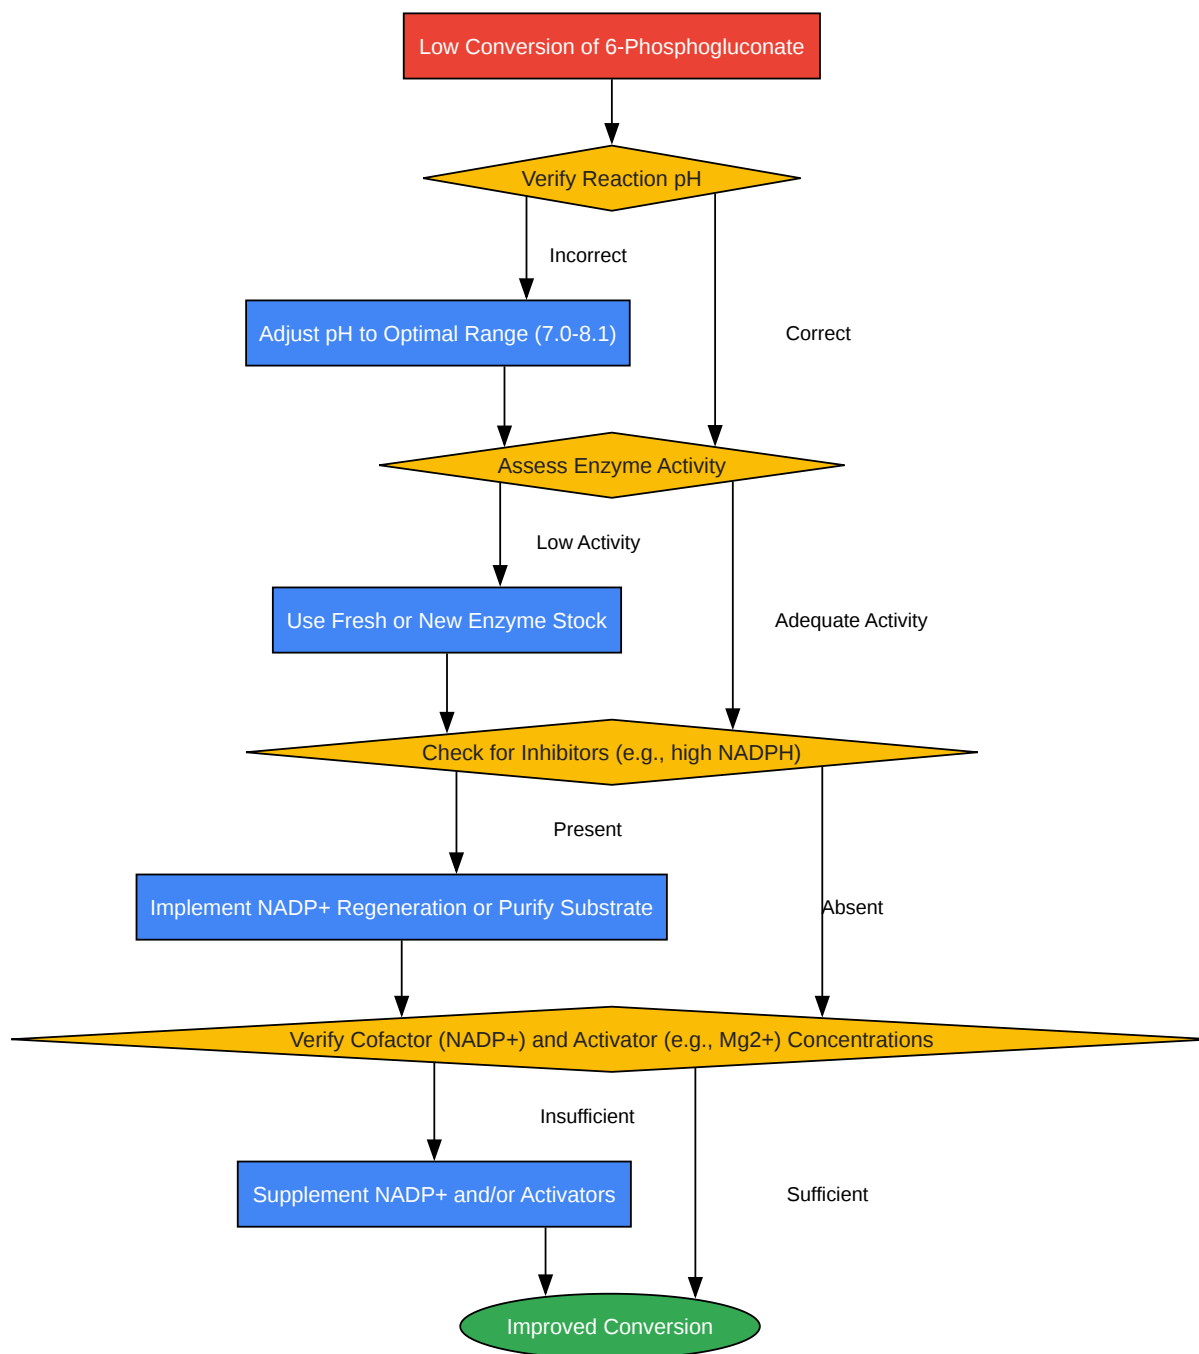 Low Conversion of 6-Phosphogluconate
Verify Reaction pH
Incorrect
Adjust pH to Optimal Range (7.0-8.1)
Correct
Assess Enzyme Activity
Low Activity
Use Fresh or New Enzyme Stock
Adequate Activity
Check for Inhibitors (e.g., high NADPH)
Present
Implement NADP+ Regeneration or Purify Substrate
Absent
Verify Cofactor (NADP+) and Activator (e.g., Mg2+) Concentrations
Insufficient
Supplement NADP+ and/or Activators
Sufficient
Improved Conversion